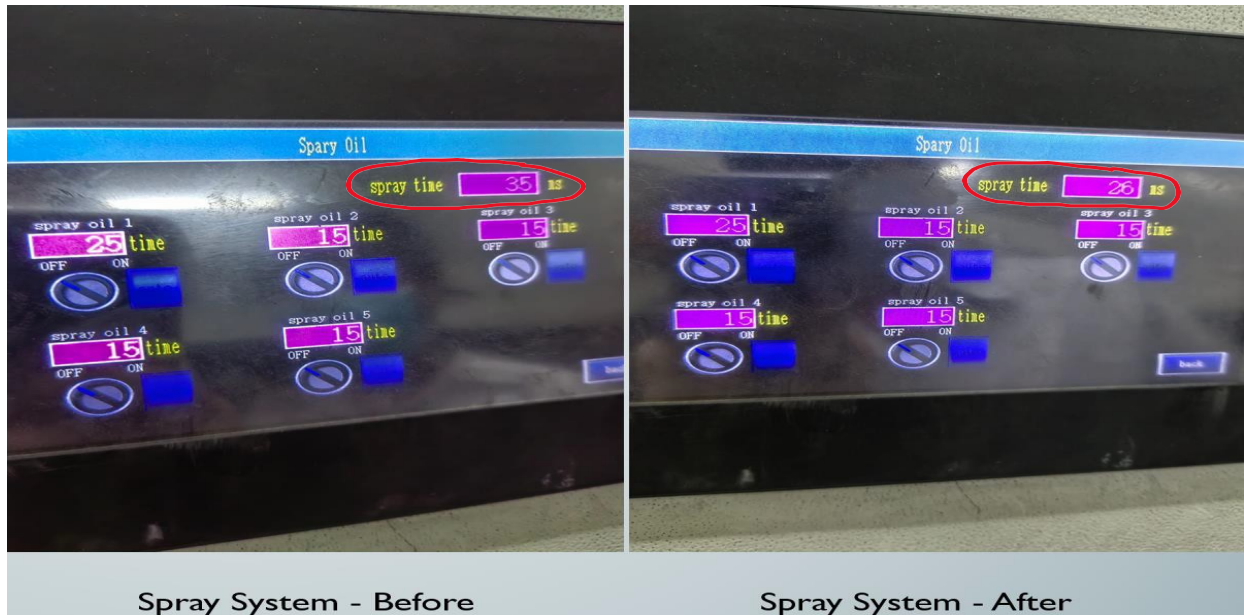 Spary Oil
spray time 35 ms
spray oil 1
25 time
OFF ON
spray oil 2
15 time
OFF ON
spray oil 3
15 time
OFF ON
spray oil 4
15 time
OFF ON
spray oil 5
15 time
OFF ON
Spary Oil
spray time 26 ms
spray oil 1
25 time
OFF ON
spray oil 2
15 time
OFF ON
spray oil 3
15 time
OFF ON
spray oil 4
15 time
OFF ON
spray oil 5
15 time
OFF ON
back
Spray System - Before
Spray System - After